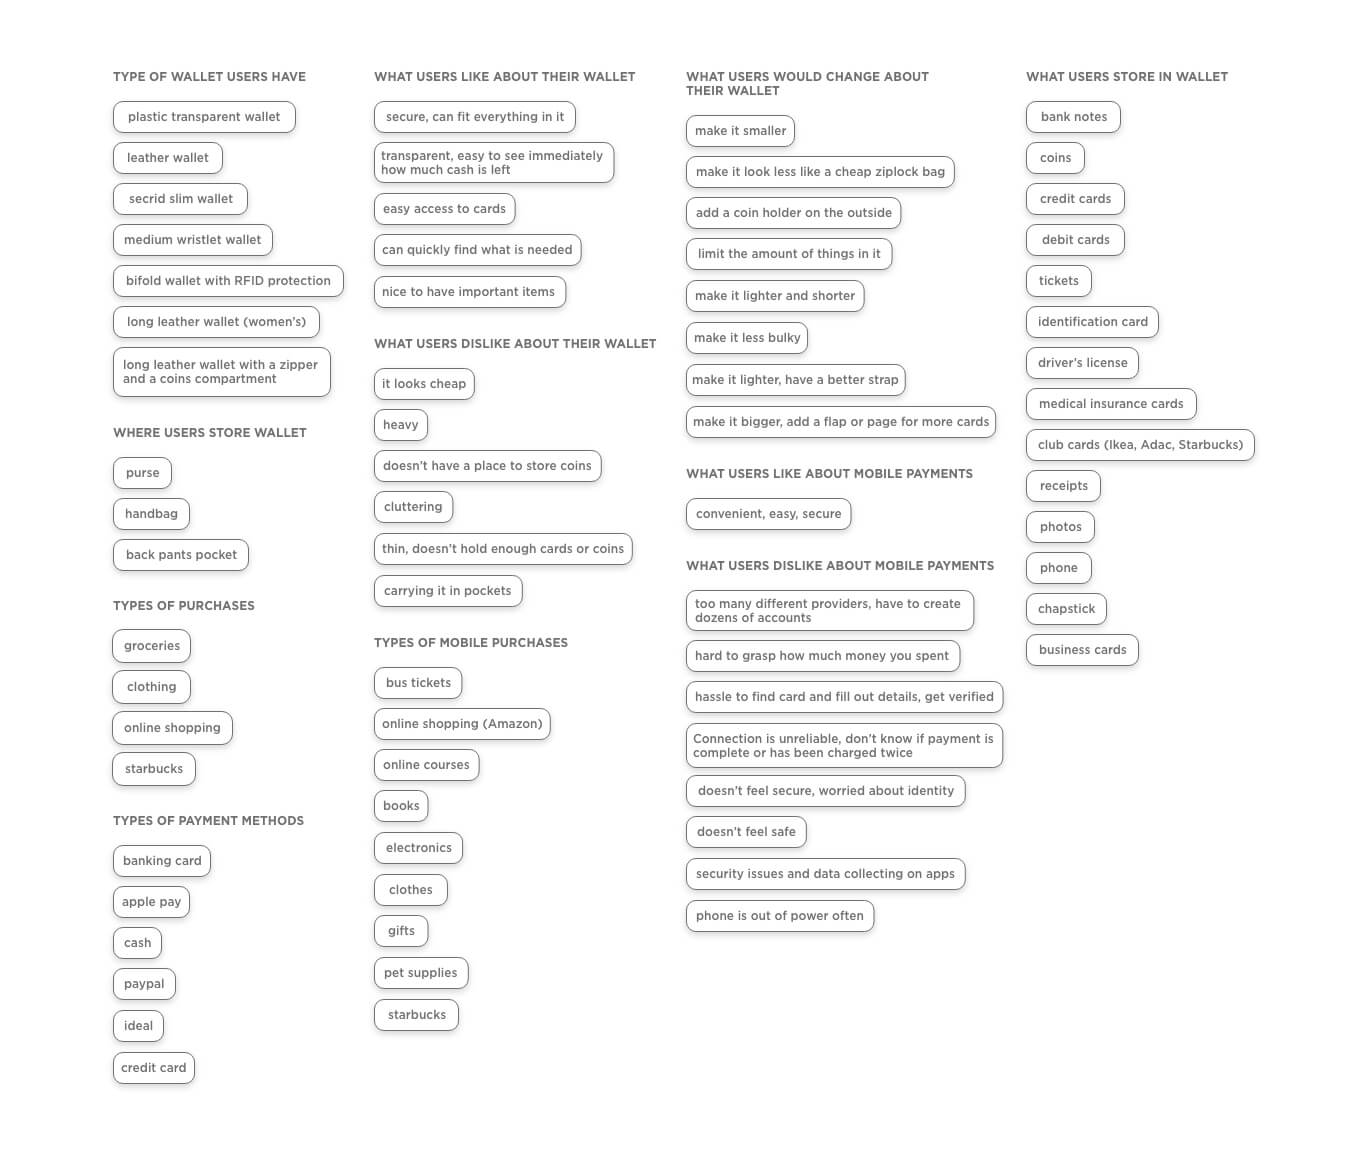 TYPE OF WALLET USERS HAVE
plastic transparent wallet
leather wallet
secrid slim wallet
medium wristlet wallet
bifold wallet with RFID protection
long leather wallet (women's)
long leather wallet with a zipper
and a coins compartment
WHERE USERS STORE WALLET
purse
handbag
back pants pocket
TYPES OF PURCHASES
groceries
clothing
online shopping
starbucks
TYPES OF PAYMENT METHODS
banking card
apple pay
cash
paypal
ideal
credit card
WHAT USERS LIKE ABOUT THEIR WALLET
secure, can fit everything in it
transparent, easy to see immediately
how much cash is left
easy access to cards
can quickly find what is needed
nice to have important items
WHAT USERS DISLIKE ABOUT THEIR WALLET
it looks cheap
heavy
doesn't have a place to store coins
cluttering
thin, doesn't hold enough cards or coins
carrying it in pockets
TYPES OF MOBILE PURCHASES
bus tickets
online shopping (Amazon)
online courses
books
electronics
clothes
gifts
pet supplies
starbucks
WHAT USERS WOULD CHANGE ABOUT
THEIR WALLET
make it smaller
make it look less like a cheap ziplock bag
add a coin holder on the outside
limit the amount of things in it
make it lighter and shorter
make it less bulky
make it lighter, have a better strap
make it bigger, add a flap or page for more cards
WHAT USERS LIKE ABOUT MOBILE PAYMENTS
convenient, easy, secure
WHAT USERS DISLIKE ABOUT MOBILE PAYMENTS
too many different providers, have to create
dozens of accounts
hard to grasp how much money you spent
hassle to find card and fill out details, get verified
Connection is unreliable, don't know if payment is
complete or has been charged twice
doesn't feel secure, worried about identity
doesn't feel safe
security issues and data collecting on apps
phone is out of power often
WHAT USERS STORE IN WALLET
bank notes
coins
credit cards
debit cards
tickets
identification card
driver's license
medical insurance cards
club cards (Ikea, Adac, Starbucks)
receipts
photos
phone
chapstick
business cards